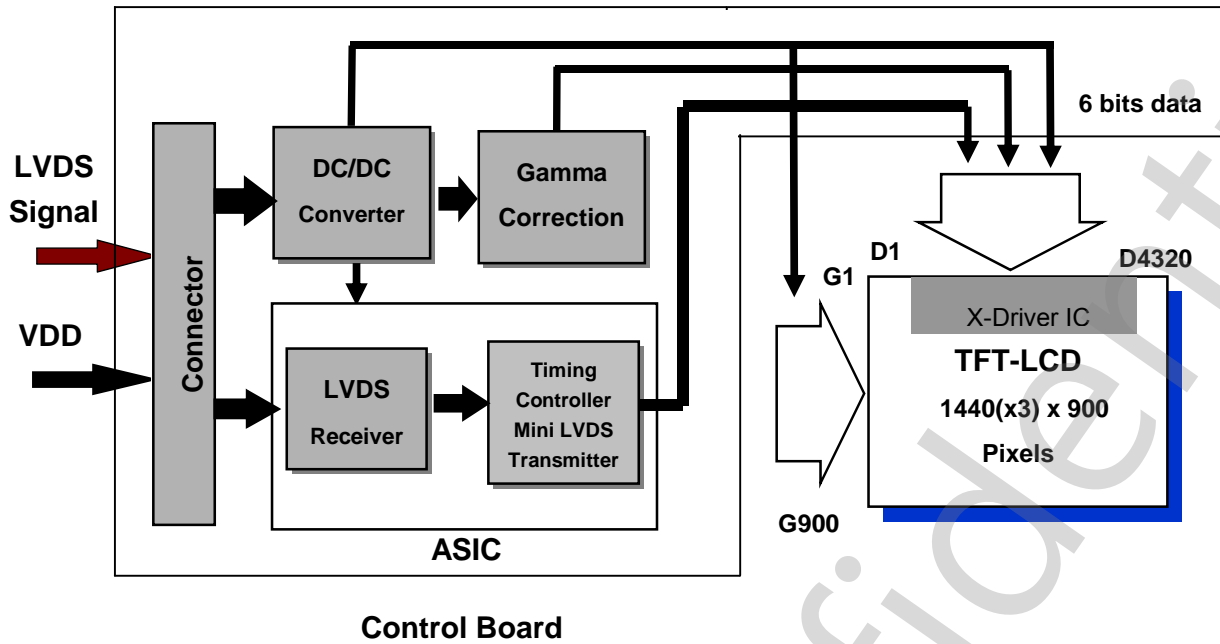 6 bits data
LVDS
Signal
VDD
Connector
DC/DC
Converter
Gamma
Correction
LVDS
Receiver
Timing
Controller
Mini LVDS
Transmitter
ASIC
Control Board
G1
G900
D1
D4320
X-Driver IC
TFT-LCD
1440(x3) x 900
Pixels
fidenti